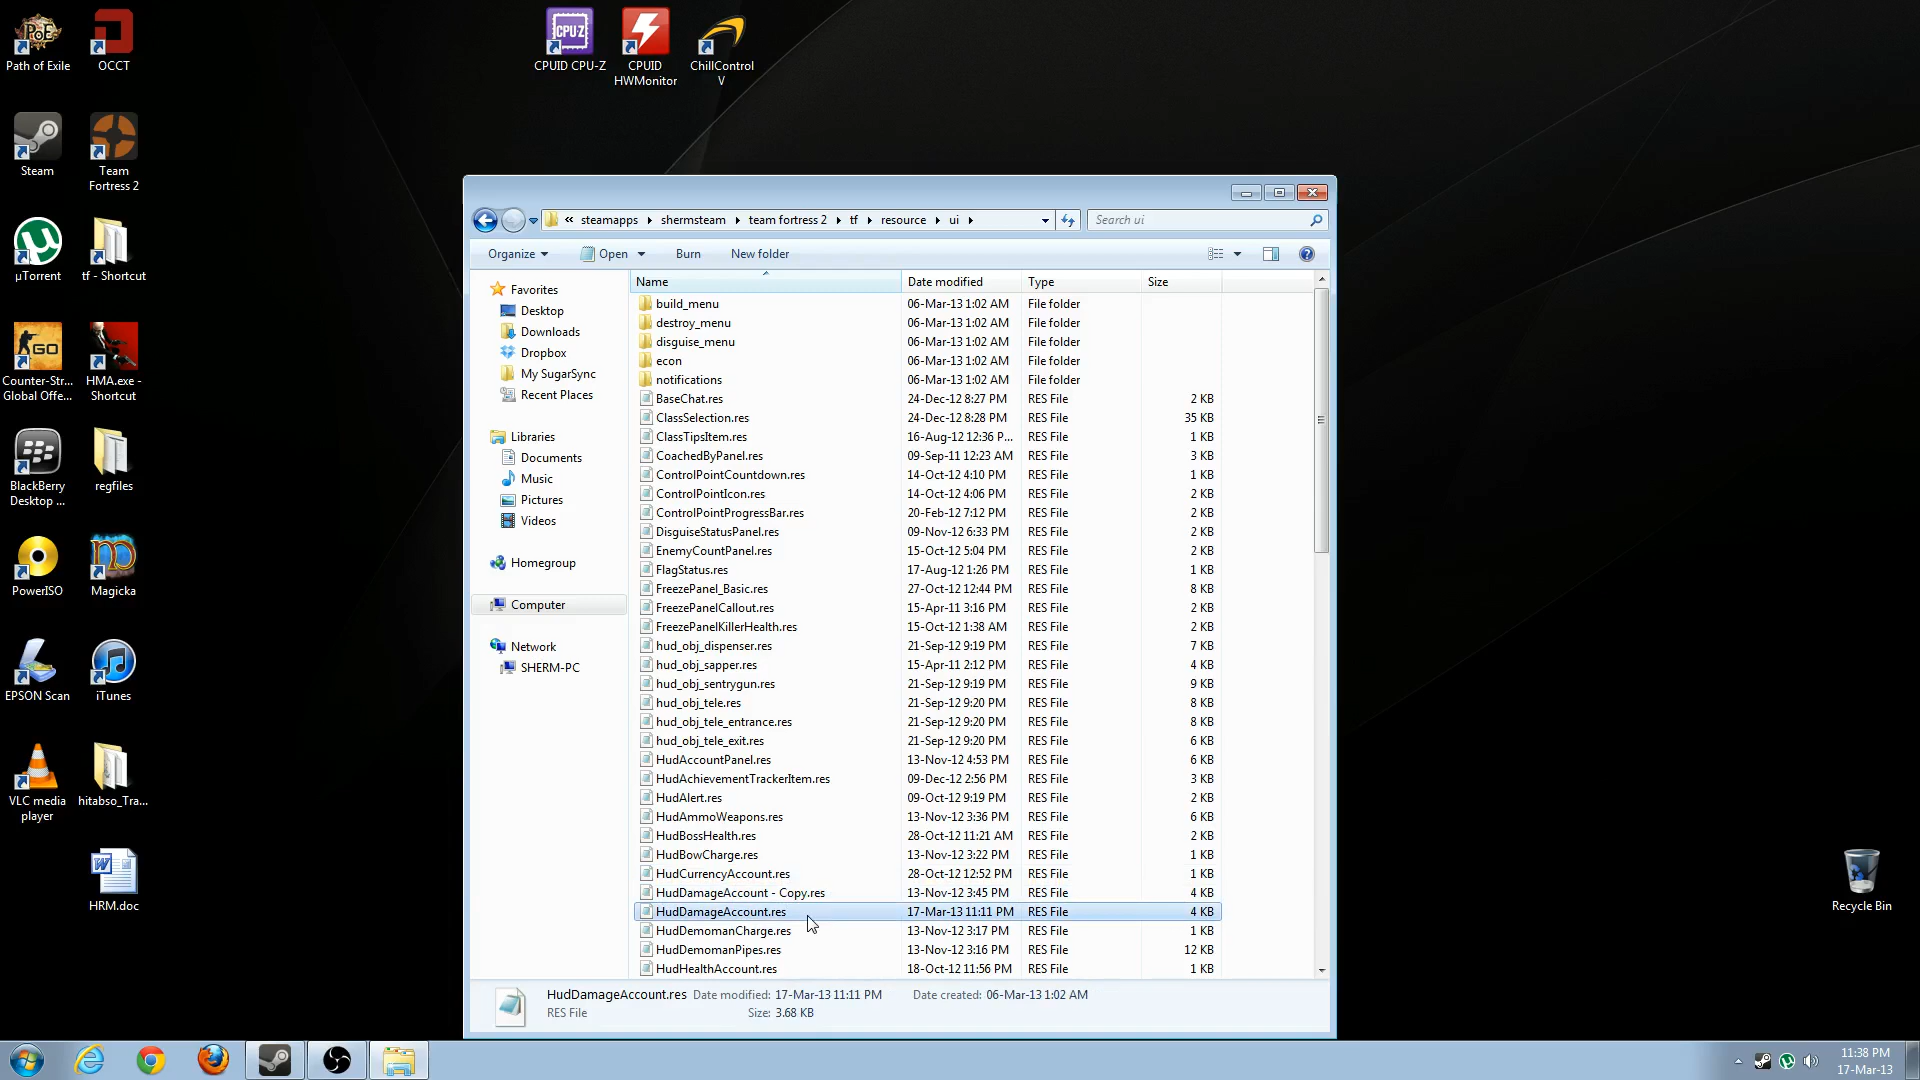 Path of Exile
OCCT
CPUID CPU-Z
CPUID
HWMonitor
ChillControl
V
Steam
Team
Fortress 2
µTorrent
tf - Shortcut
Counter-Str...
Global Offe...
HMA.exe -
Shortcut
BlackBerry
Desktop ...
regfiles
PowerISO
Magicka
EPSON Scan
iTunes
VLC media
player
hitabso_Tra...
HRM.doc
Recycle Bin
« steamapps shermsteam team fortress 2 tf resource ui
Search ui
Organize Open Burn New folder
Favorites
Desktop
Downloads
Dropbox
My SugarSync
Recent Places
Libraries
Documents
Music
Pictures
Videos
Homegroup
Computer
Network
SHERM-PC
Name Date modified Type Size
build_menu 06-Mar-13 1:02 AM File folder
destroy_menu 06-Mar-13 1:02 AM File folder
disguise_menu 06-Mar-13 1:02 AM File folder
econ 06-Mar-13 1:02 AM File folder
notifications 06-Mar-13 1:02 AM File folder
BaseChat.res 24-Dec-12 8:27 PM RES File 2 KB
ClassSelection.res 24-Dec-12 8:28 PM RES File 35 KB
ClassTipsItem.res 16-Aug-12 12:36 P... RES File 1 KB
CoachedByPanel.res 09-Sep-11 12:23 AM RES File 3 KB
ControlPointCountdown.res 14-Oct-12 4:10 PM RES File 1 KB
ControlPointIcon.res 14-Oct-12 4:06 PM RES File 2 KB
ControlPointProgressBar.res 20-Feb-12 7:12 PM RES File 2 KB
DisguiseStatusPanel.res 09-Nov-12 6:33 PM RES File 2 KB
EnemyCountPanel.res 15-Oct-12 5:04 PM RES File 2 KB
FlagStatus.res 17-Aug-12 1:26 PM RES File 1 KB
FreezePanel_Basic.res 27-Oct-12 12:44 PM RES File 8 KB
FreezePanelCallout.res 15-Apr-11 3:16 PM RES File 2 KB
FreezePanelKillerHealth.res 15-Oct-12 1:38 AM RES File 2 KB
hud_obj_dispenser.res 21-Sep-12 9:19 PM RES File 7 KB
hud_obj_sapper.res 15-Apr-11 2:12 PM RES File 4 KB
hud_obj_sentrygun.res 21-Sep-12 9:19 PM RES File 9 KB
hud_obj_tele.res 21-Sep-12 9:20 PM RES File 8 KB
hud_obj_tele_entrance.res 21-Sep-12 9:20 PM RES File 8 KB
hud_obj_tele_exit.res 21-Sep-12 9:20 PM RES File 6 KB
HudAccountPanel.res 13-Nov-12 4:53 PM RES File 6 KB
HudAchievementTrackerItem.res 09-Dec-12 2:56 PM RES File 3 KB
HudAlert.res 09-Oct-12 9:19 PM RES File 2 KB
HudAmmoWeapons.res 13-Nov-12 3:36 PM RES File 6 KB
HudBossHealth.res 28-Oct-12 11:21 AM RES File 2 KB
HudBowCharge.res 13-Nov-12 3:22 PM RES File 1 KB
HudCurrencyAccount.res 28-Oct-12 12:52 PM RES File 1 KB
HudDamageAccount - Copy.res 13-Nov-12 3:45 PM RES File 4 KB
HudDamageAccount.res 17-Mar-13 11:11 PM RES File 4 KB
HudDemomanCharge.res 13-Nov-12 3:17 PM RES File 1 KB
HudDemomanPipes.res 13-Nov-12 3:16 PM RES File 12 KB
HudHealthAccount.res 18-Oct-12 11:56 PM RES File 1 KB
HudDamageAccount.res Date modified: 17-Mar-13 11:11 PM Date created: 06-Mar-13 1:02 AM
RES File Size: 3.68 KB
11:38 PM
17-Mar-13